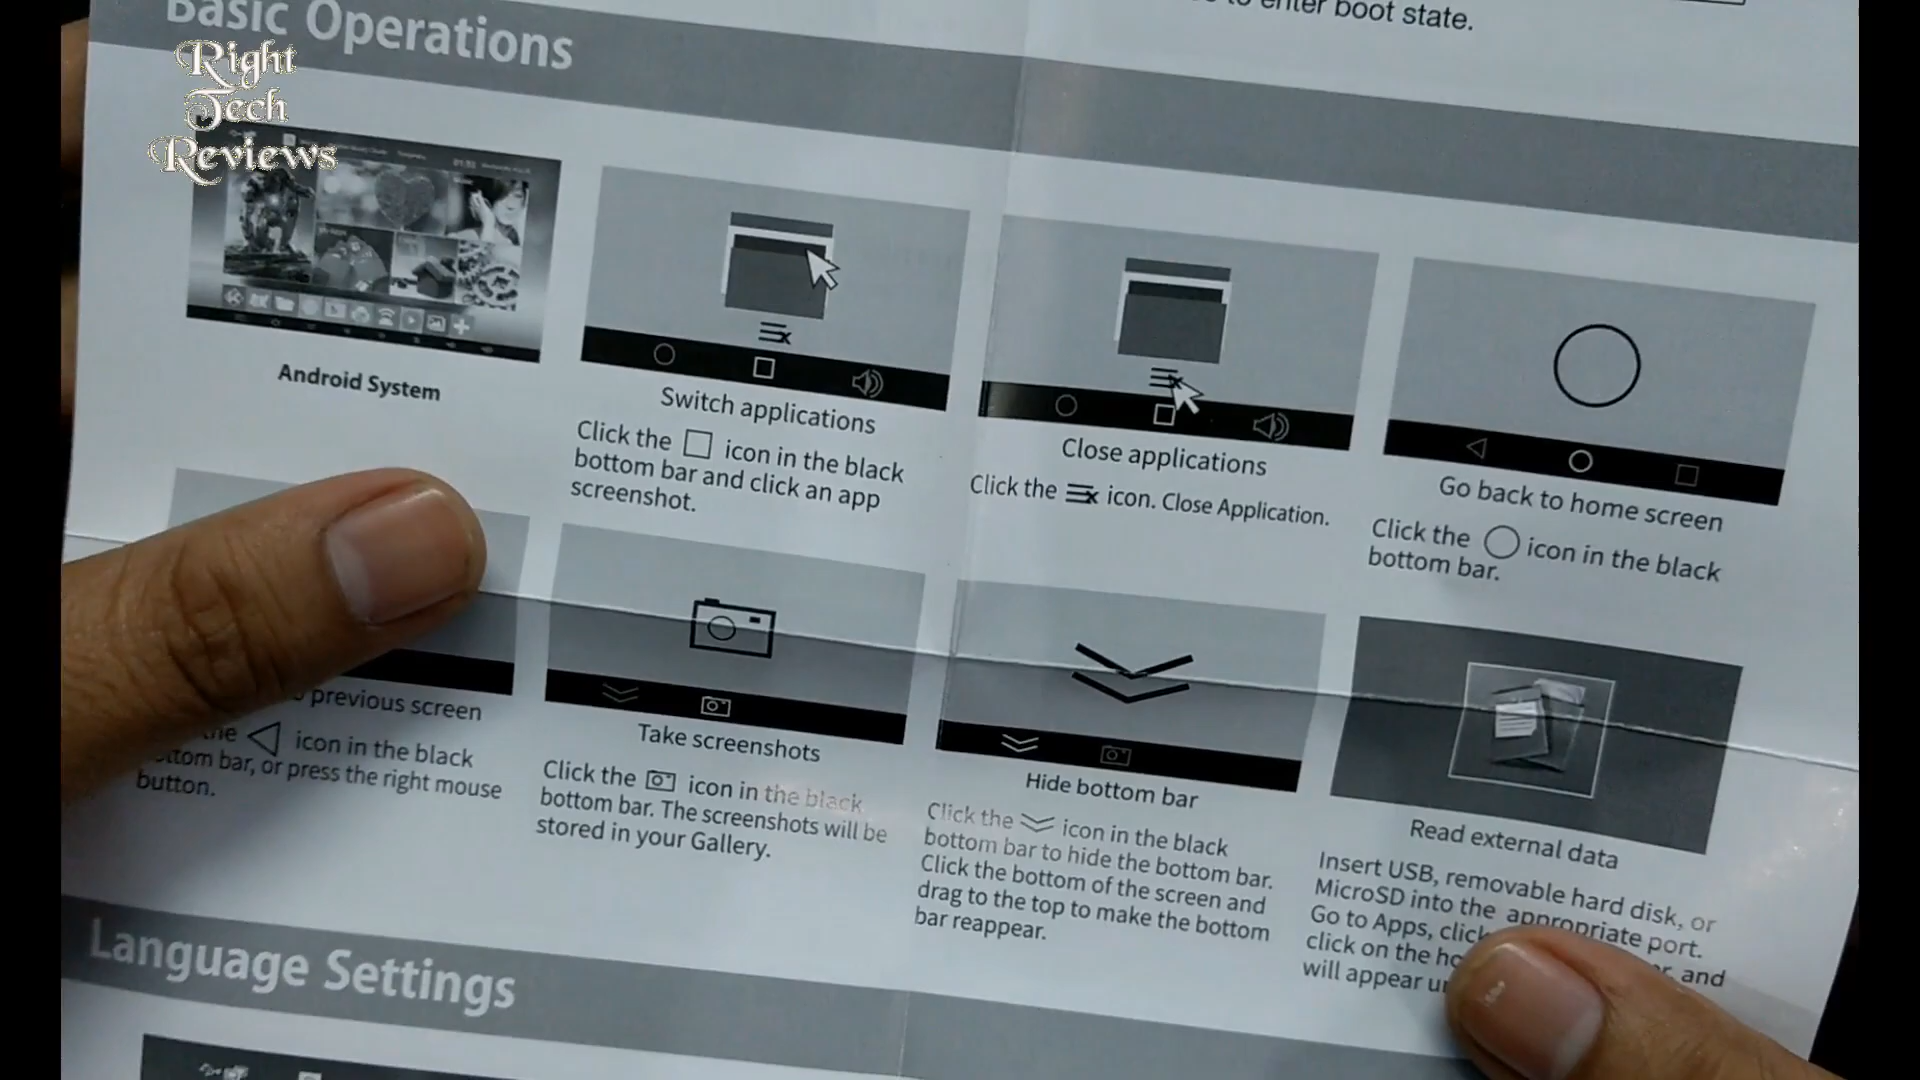 to enter boot state.
Basic Operations
Right
Tech
Reviews
Android System
Switch applications
Click the icon in the black
bottom bar and click an app
screenshot.
Close applications
Click the icon. Close Application.
Go back to home screen
Click the icon in the black
bottom bar.
previous screen
the icon in the black
bottom bar, or press the right mouse
button.
Take screenshots
Click the icon in the black
bottom bar. The screenshots will be
stored in your Gallery.
Hide bottom bar
Click the icon in the black
bottom bar to hide the bottom bar.
Click the bottom of the screen and
drag to the top to make the bottom
bar reappear.
Read external data
Insert USB, removable hard disk, or
MicroSD into the appropriate port.
Go to Apps, click and
click on the
will appear
Language Settings